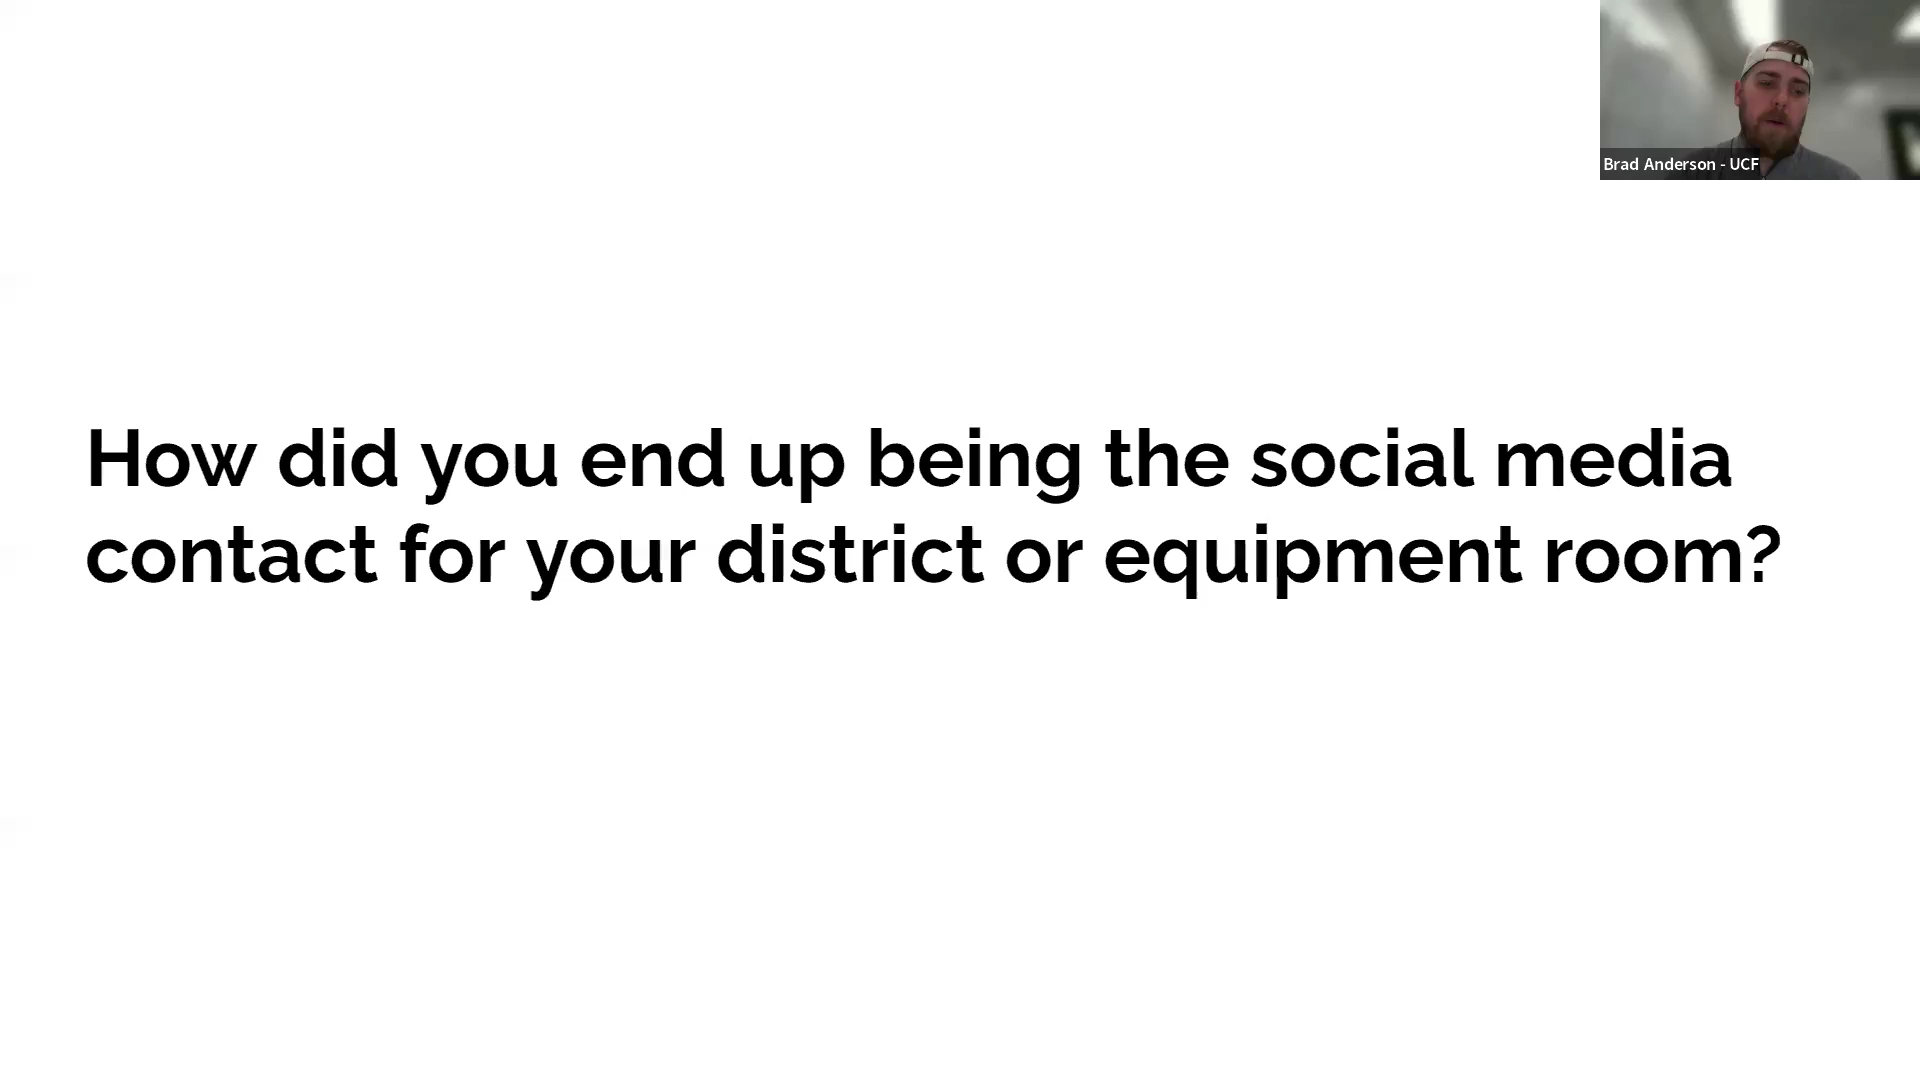 Brad Anderson - UCF
How did you end up being the social media
contact for your district or equipment room?